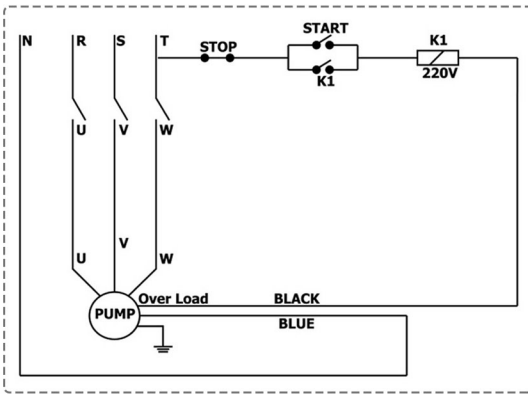 N R S T
STOP
START
K1
K1
220V
U V W
U V W
PUMP
Over Load
BLACK
BLUE